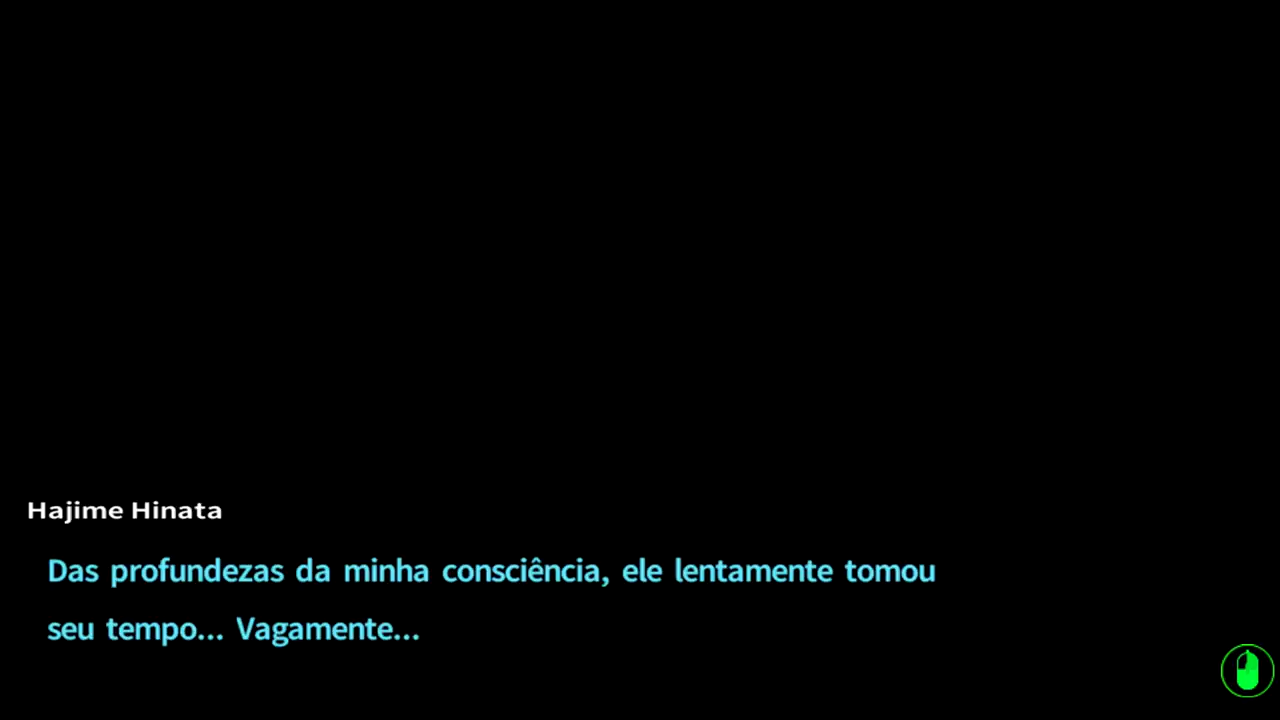 Hajime Hinata
Das profundezas da minha consciência, ele lentamente tomou
seu tempo... Vagamente...